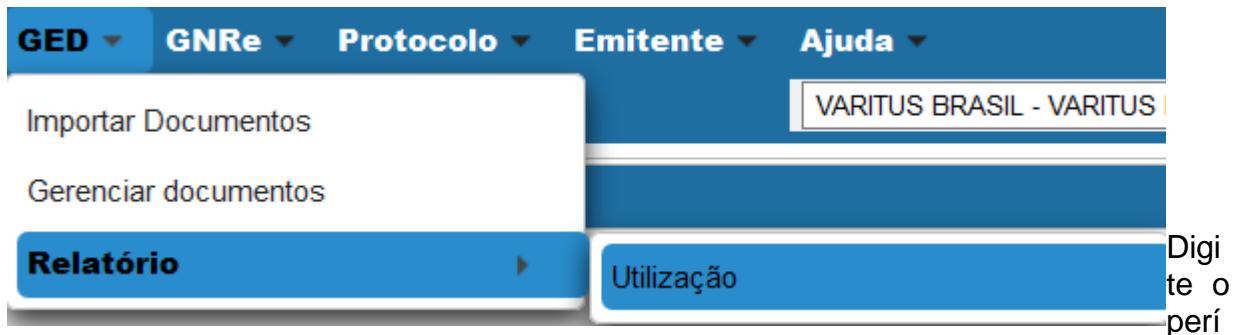 GED GNRe Protocolo Emitente Ajuda
VARITUS BRASIL - VARITUS
Importar Documentos
Gerenciar documentos
Relatório
Utilização
Digi
te o
perí